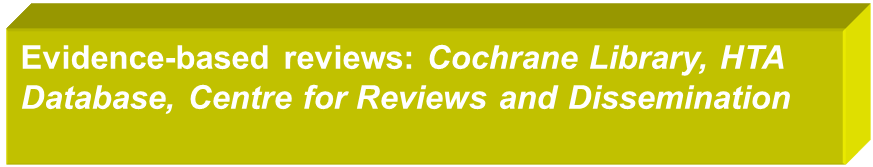 Evidence-based reviews: Cochrane Library, HTA
Database, Centre for Reviews and Dissemination